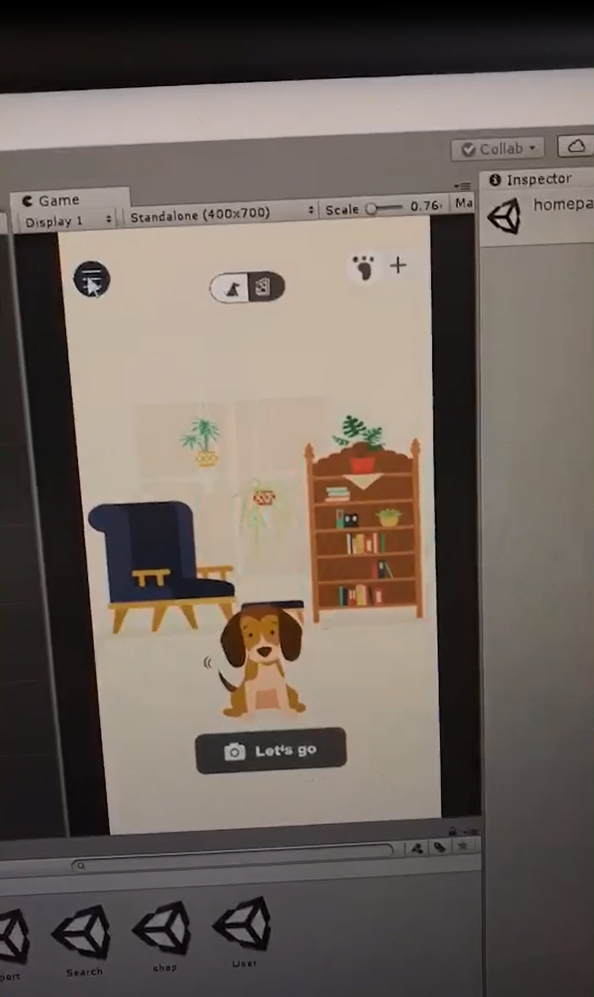 Collab
Game
Inspector
Display 1
Standalone (400x700)
Scale
0.76
Ma
homepa
Let's go
port
Search
shop
User